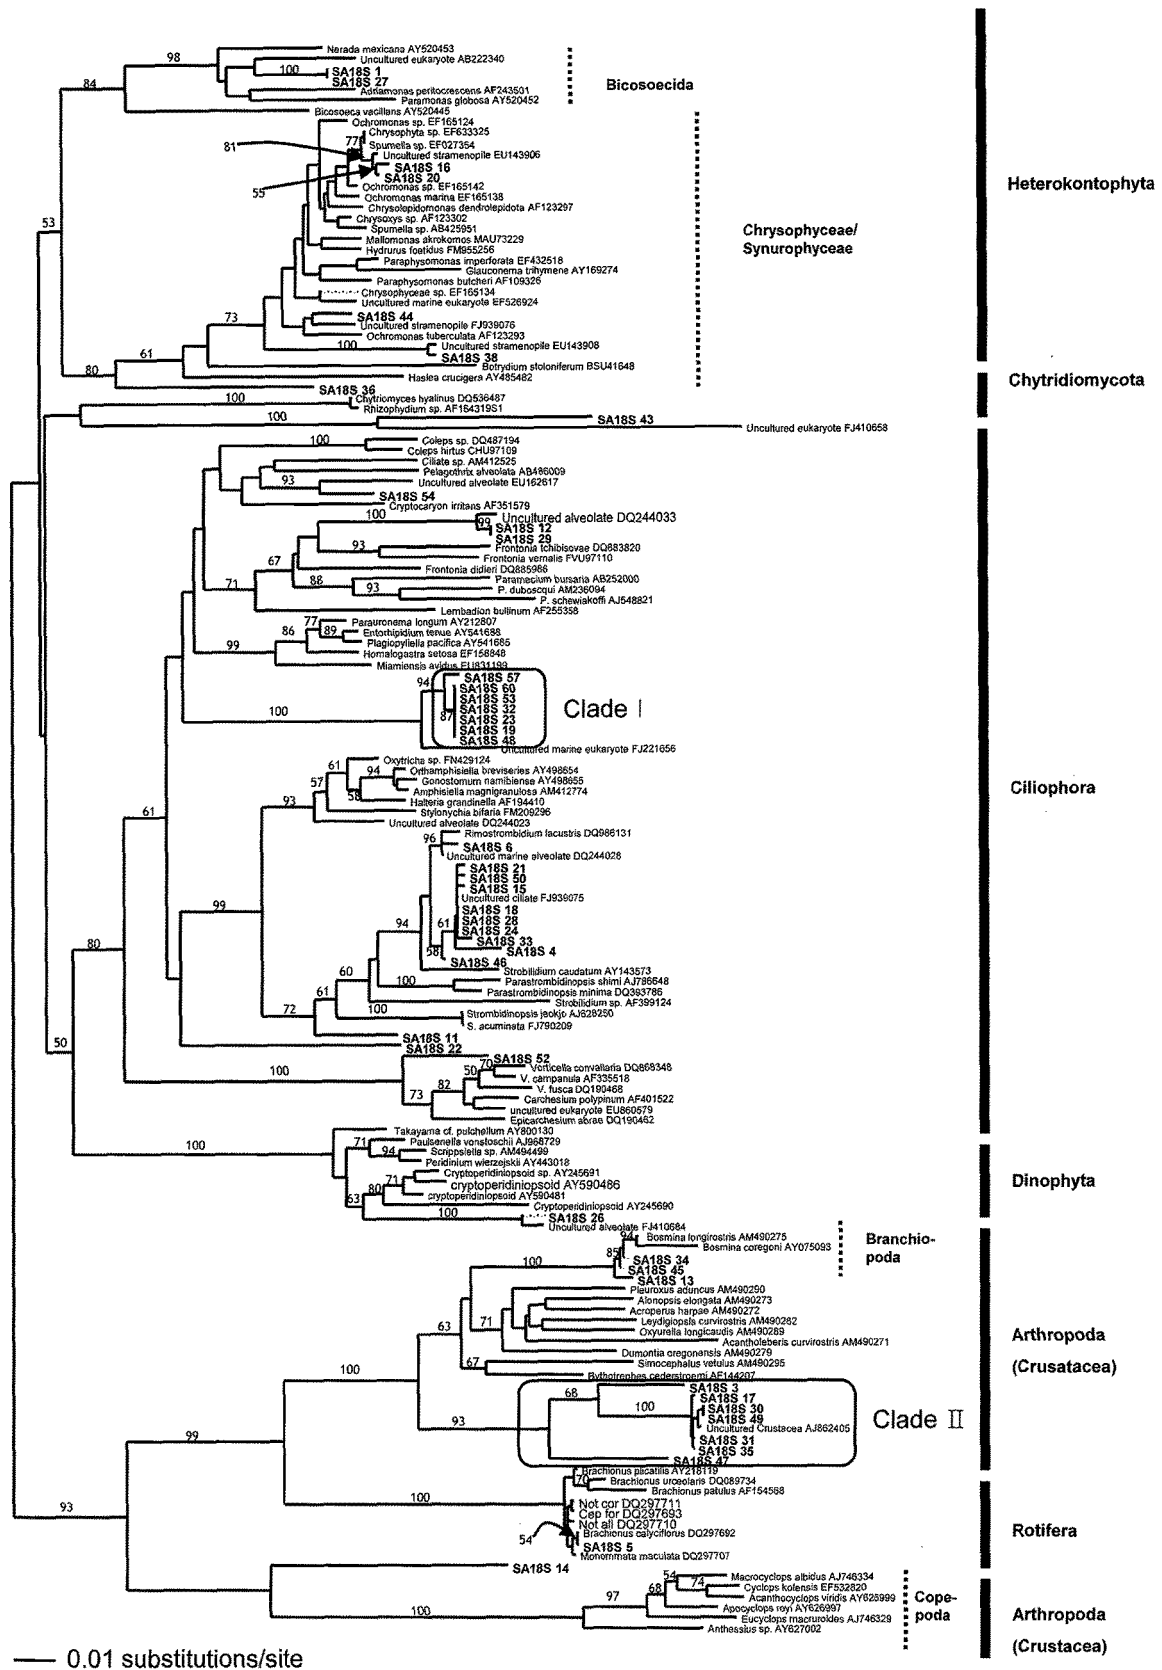 Nerada mexicana AY520453
98
Uncultured eukaryote AB222340
100
SA18S 1
SA18S 27
84
Adriamonas peritocrescens AF243501
Paramonas globosa AY520452
Bicosoecida
Bicosoeca vacillans AY520445
Ochromonas sp. EF165124
Chrysophyta sp. EF633325
77
81
Spumella sp. EF027354
Uncultured stramenopile EU143906
SA18S 16
SA18S 20
55
Ochromonas sp. EF165142
Ochromonas marina EF165138
Chrysolepidomonas dendrolepidota AF123297
Chrysoxys sp. AF123302
Spumella sp. AB425951
Mallomonas akrokomos MAU73229
Hydrurus foetidus FM955256
Chrysophyceae/
Synurophyceae
Heterokontophyta
53
Paraphysomonas imperforata EF432518
Glauconema trihymene AY169274
Paraphysomonas butcheri AF109326
Chrysophyceae sp. EF165134
Uncultured marine eukaryote EF526924
SA18S 44
73
Uncultured stramenopile FJ939076
Ochromonas tuberculata AF123293
100
Uncultured stramenopile EU143908
SA18S 38
61
Botrydium stoloniferum BSU41648
80
Haslea crucigera AY485482
SA18S 36
Chytridiomycota
100
Chytriomyces hyalinus DQ536487
Rhizophydium sp. AF164319S1
100
SA18S 43
Uncultured eukaryote FJ410658
100
Coleps sp. DQ487194
Coleps hirtus CHU97109
Ciliate sp. AM412525
Pelagothrix alveolata AB486009
93
Uncultured alveolate EU162617
SA18S 54
Cryptocaryon irritans AF351579
100
Uncultured alveolate DQ244033
99
SA18S 12
SA18S 29
93
Frontonia tchibisovae DQ883820
Frontonia vernalis FVU97110
67
Frontonia didieri DQ885986
71
88
Paramecium bursaria AB252000
93
P. duboscqui AM236094
P. schewiakoffi AJ548821
Lembadion bullinum AF255358
77
Parauronema longum AY212807
86
89
Entorhipidium tenue AY541688
Plagiopyliella pacifica AY541685
99
Homalogastra setosa EF158848
Miamiensis avidus EU831199
94
SA18S 57
SA18S 60
SA18S 53
SA18S 32
87
SA18S 23
SA18S 19
SA18S 48
100
Clade I
Uncultured marine eukaryote FJ221656
Ciliophora
Oxytricha sp. FN429124
61
94
Orthamphisiella breviseries AY498654
57
Gonostomum namibiense AY498655
58
Amphisiella magnigranulosa AM412774
93
Halteria grandinella AF194410
Stylonychia bifaria FM209296
61
Uncultured alveolate DQ244023
Rimostrombidium lacustris DQ986131
96
SA18S 6
Uncultured marine alveolate DQ244028
SA18S 21
SA18S 50
SA18S 15
Uncultured ciliate FJ939075
99
SA18S 18
SA18S 28
94
61
SA18S 24
SA18S 33
58
SA18S 4
80
SA18S 46
Strobilidium caudatum AY143573
60
100
Parastrombidinopsis shimi AJ786648
Parastrombidinopsis minima DQ393786
61
Strobilidium sp. AF399124
72
100
Strombidinopsis jeokjo AJ628250
S. acuminata FJ790209
SA18S 11
SA18S 22
50
SA18S 52
100
70
Vorticella convallaria DQ868348
50
V. campanula AF335518
82
V. fusca DQ190468
73
Carchesium polypinum AF401522
uncultured eukaryote EU860579
Epicarchesium abrae DQ190462
Takayama cf. pulchellum AY800130
100
71
Paulsenella vonstoschii AJ968729
94
Scrippsiella sp. AM494499
Peridinium wierzejskii AY443018
Cryptoperidiniopsoid sp. AY245691
71
cryptoperidiniopsoid AY590486
80
cryptoperidiniopsoid AY590481
63
Cryptoperidiniopsoid AY245690
100
SA18S 26
Uncultured alveolate FJ410684
Dinophyta
94
Bosmina longirostris AM490275
Bosmina coregoni AY075093
85
SA18S 34
100
SA18S 45
SA18S 13
Branchio-
poda
Pleuroxus aduncus AM490290
Alonopsis elongata AM490273
Acroperus harpae AM490272
63
71
Leydigiopsis curvirostris AM490282
Oxyurella longicaudis AM490289
Acantholeberis curvirostris AM490271
Dumontia oregonensis AM490279
67
Simocephalus vetulus AM490295
Bythotrephes cederstroemi AF144207
Arthropoda
(Crusatacea)
100
68
SA18S 3
SA18S 17
100
SA18S 30
SA18S 49
93
Uncultured Crustacea AJ862405
SA18S 31
SA18S 35
SA18S 47
Clade II
99
Brachionus plicatilis AY218119
70
Brachionus urceolaris DQ089734
Brachionus patulus AF154568
100
Not cor DQ297711
Cep for DQ297693
Not all DQ297710
Brachionus calyciflorus DQ297692
54
SA18S 5
Monommata maculata DQ297707
Rotifera
93
SA18S 14
54
Macrocyclops albidus AJ746334
74
Cyclops kolensis EF532820
68
97
Acanthocyclops viridis AY626999
Apocyclops royi AY626997
100
Eucyclops macruroides AJ746329
Anthessius sp. AY627002
Cope-
poda
Arthropoda
(Crustacea)
0.01 substitutions/site